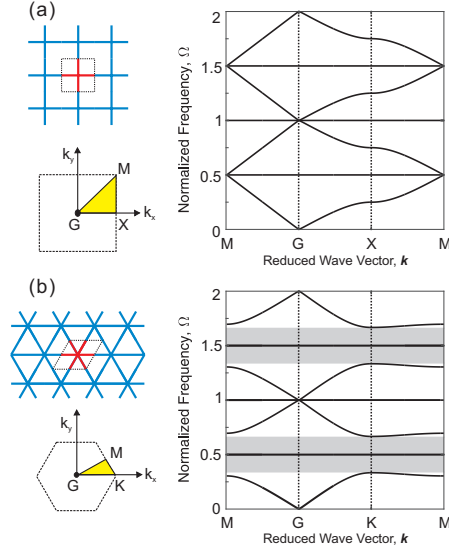 (a)
k_y
M
G
X
k_x
Normalized Frequency, Ω
2
1.5
1
0.5
0
M G X M
Reduced Wave Vector, k
(b)
k_y
M
G
K
k_x
Normalized Frequency, Ω
2
1.5
1
0.5
0
M G K M
Reduced Wave Vector, k